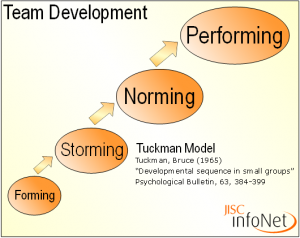 Team Development
Performing
Norming
Storming
Forming
Tuckman Model
Tuckman, Bruce (1965)
"Developmental sequence in small groups"
Psychological Bulletin, 63, 384-399
JISC
infoNet